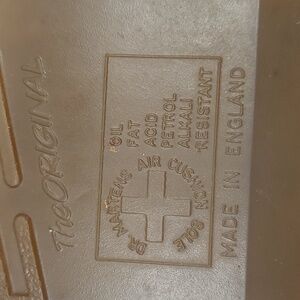 The ORIGINAL
OIL
FAT
ACID
PETROL
ALKALI
RESISTANT
DR MARTENS AIR CUSHION SOLE
MADE IN ENGLAND